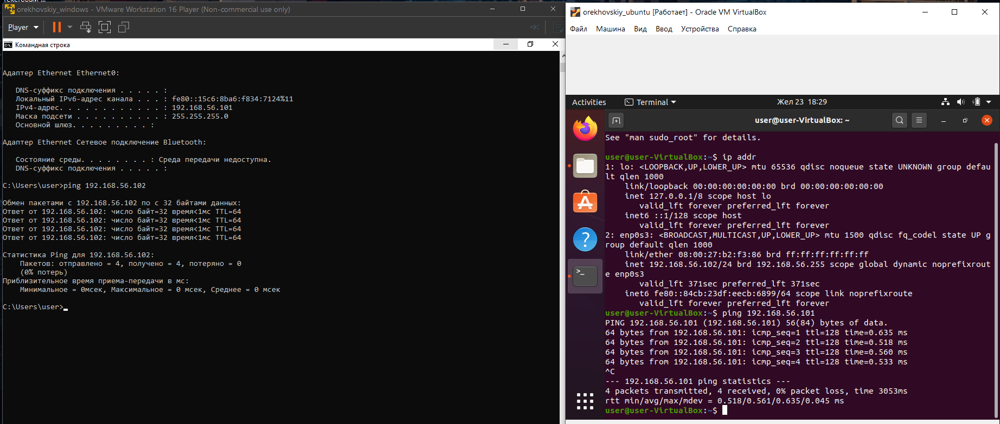 orekhovskiy_windows - VMware Workstation 16 Player (Non-commercial use only)
Player
Командная строка
Адаптер Ethernet Ethernet0:
DNS-суффикс подключения . . . . . :
Локальный IPv6-адрес канала . . . : fe80::15c6:8ba6:f834:7124%11
IPv4-адрес. . . . . . . . . . . . : 192.168.56.101
Маска подсети . . . . . . . . . . : 255.255.255.0
Основной шлюз. . . . . . . . . :
Адаптер Ethernet Сетевое подключение Bluetooth:
Состояние среды. . . . . . . . : Среда передачи недоступна.
DNS-суффикс подключения . . . . . :
C:\Users\user>ping 192.168.56.102
Обмен пакетами с 192.168.56.102 по с 32 байтами данных:
Ответ от 192.168.56.102: число байт=32 время<1мс TTL=64
Ответ от 192.168.56.102: число байт=32 время<1мс TTL=64
Ответ от 192.168.56.102: число байт=32 время<1мс TTL=64
Ответ от 192.168.56.102: число байт=32 время<1мс TTL=64
Статистика Ping для 192.168.56.102:
Пакетов: отправлено = 4, получено = 4, потеряно = 0
(0% потерь)
Приблизительное время приема-передачи в мс:
Минимальное = 0мсек, Максимальное = 0 мсек, Среднее = 0 мсек
C:\Users\user>
orekhovskiy_ubuntu [Работает] - Oracle VM VirtualBox
Файл Машина Вид Ввод Устройства Справка
Activities Terminal Жел 23 18:29
user@user-VirtualBox: ~
See "man sudo_root" for details.
user@user-VirtualBox:~$ ip addr
1: lo: <LOOPBACK,UP,LOWER_UP> mtu 65536 qdisc noqueue state UNKNOWN group defau
lt qlen 1000
link/loopback 00:00:00:00:00:00 brd 00:00:00:00:00:00
inet 127.0.0.1/8 scope host lo
valid_lft forever preferred_lft forever
inet6 ::1/128 scope host
valid_lft forever preferred_lft forever
2: enp0s3: <BROADCAST,MULTICAST,UP,LOWER_UP> mtu 1500 qdisc fq_codel state UP g
roup default qlen 1000
link/ether 08:00:27:b2:f3:86 brd ff:ff:ff:ff:ff:ff
inet 192.168.56.102/24 brd 192.168.56.255 scope global dynamic noprefixrout
e enp0s3
valid_lft 371sec preferred_lft 371sec
inet6 fe80::84cb:23df:eecb:6899/64 scope link noprefixroute
valid_lft forever preferred_lft forever
user@user-VirtualBox:~$ ping 192.168.56.101
PING 192.168.56.101 (192.168.56.101) 56(84) bytes of data.
64 bytes from 192.168.56.101: icmp_seq=1 ttl=128 time=0.635 ms
64 bytes from 192.168.56.101: icmp_seq=2 ttl=128 time=0.518 ms
64 bytes from 192.168.56.101: icmp_seq=3 ttl=128 time=0.560 ms
64 bytes from 192.168.56.101: icmp_seq=4 ttl=128 time=0.533 ms
^C
--- 192.168.56.101 ping statistics ---
4 packets transmitted, 4 received, 0% packet loss, time 3053ms
rtt min/avg/max/mdev = 0.518/0.561/0.635/0.045 ms
user@user-VirtualBox:~$